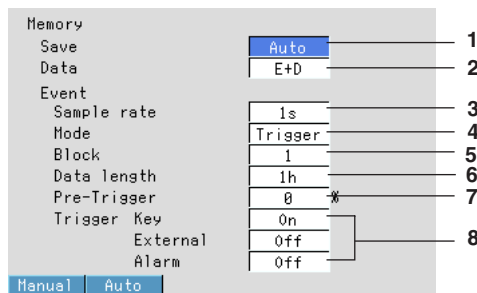 Memory
Save Auto 1
Data E+D 2
Event
Sample rate 1s 3
Mode Trigger 4
Block 1 5
Data length 1h 6
Pre-Trigger 0 % 7
Trigger Key On
External Off 8
Alarm Off
Manual Auto